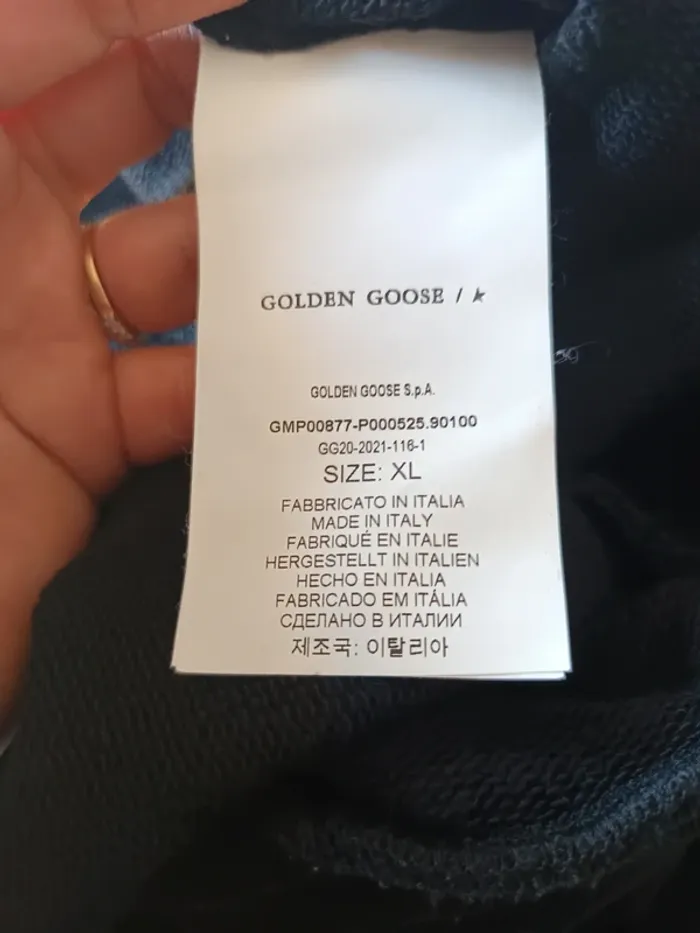 GOLDEN GOOSE /
GOLDEN GOOSE S.p.A.
GMP00877-P000525.90100
GG20-2021-116-1
SIZE: XL
FABBRICATO IN ITALIA
MADE IN ITALY
FABRIQUÉ EN ITALIE
HERGESTELLT IN ITALIEN
HECHO EN ITALIA
FABRICADO EM ITÁLIA
СДЕЛАНО В ИТАЛИИ
제조국: 이탈리아